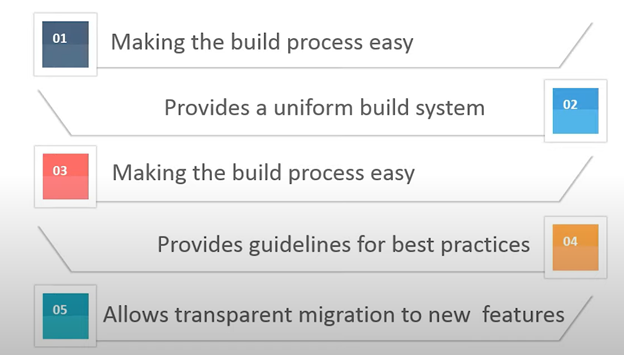 01 Making the build process easy
Provides a uniform build system 02
03 Making the build process easy
Provides guidelines for best practices 04
05 Allows transparent migration to new features